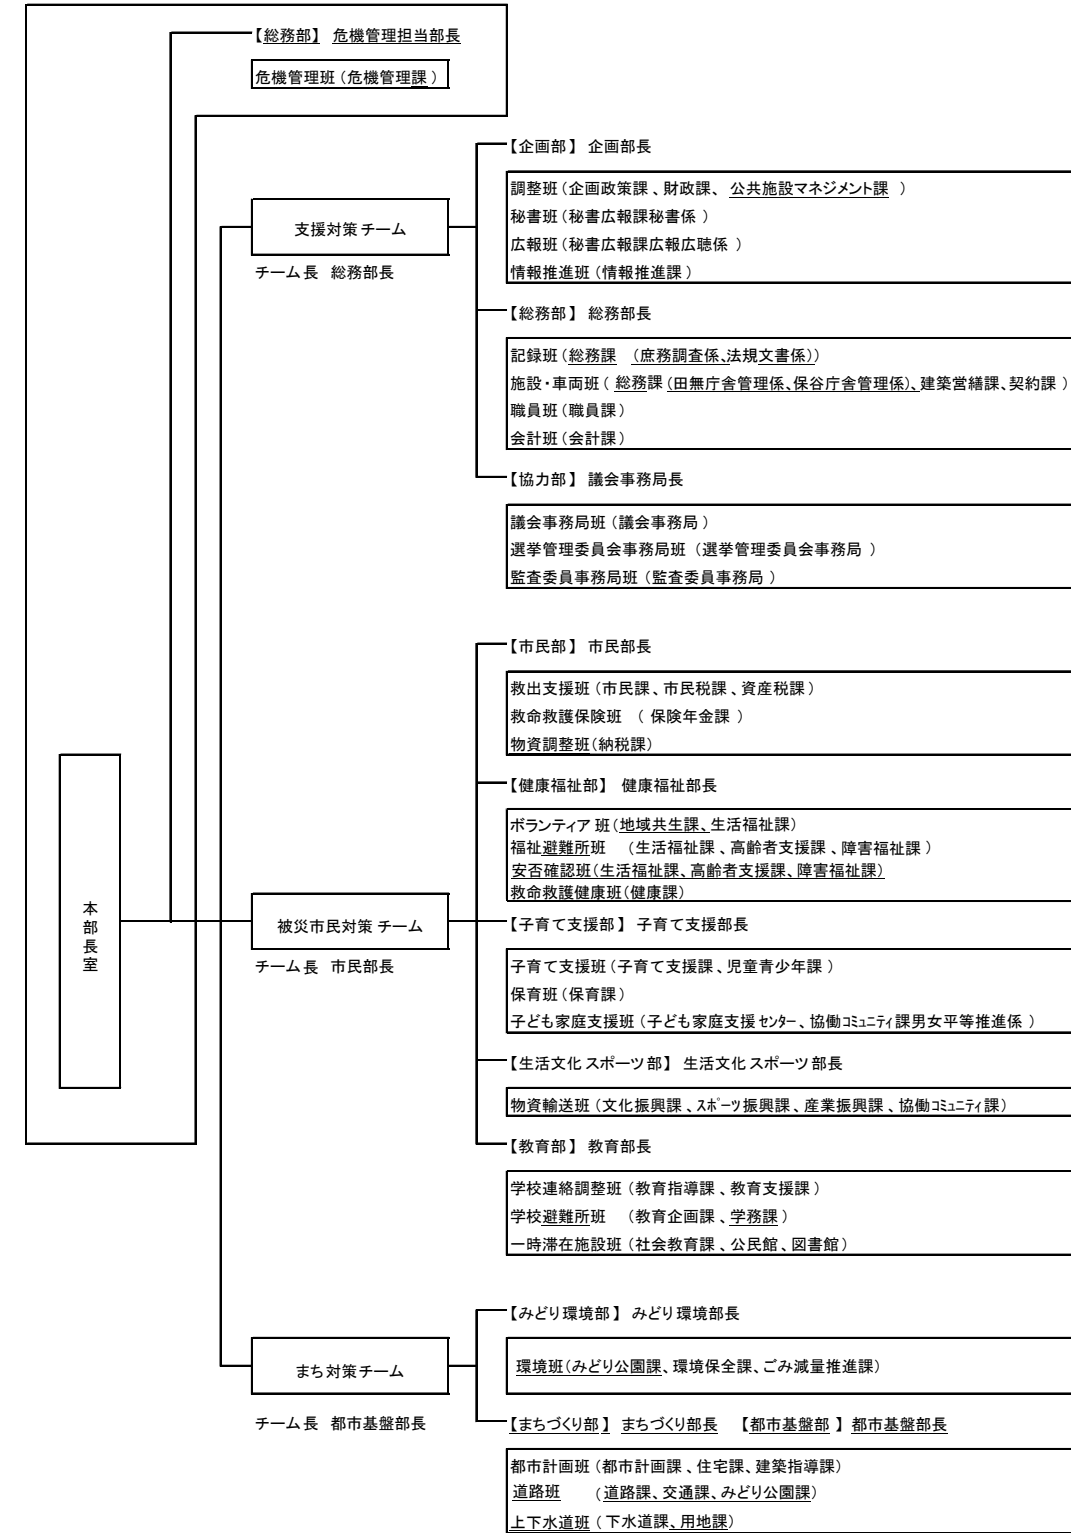 【総務部】 危機管理担当部長
危機管理班(危機管理課)
【企画部】 企画部長
調整班(企画政策課、財政課、公共施設マネジメント課)
秘書班(秘書広報課秘書係)
広報班(秘書広報課広報広聴係)
情報推進班(情報推進課)
支援対策チーム
チーム長 総務部長
【総務部】 総務部長
記録班(総務課 (庶務調査係、法規文書係))
施設・車両班(総務課(田無庁舎管理係、保谷庁舎管理係)、建築営繕課、契約課)
職員班(職員課)
会計班(会計課)
【協力部】 議会事務局長
議会事務局班(議会事務局)
選挙管理委員会事務局班(選挙管理委員会事務局)
監査委員事務局班(監査委員事務局)
【市民部】 市民部長
救出支援班(市民課、市民税課、資産税課)
救命救護保険班 (保険年金課)
物資調整班(納税課)
【健康福祉部】 健康福祉部長
ボランティア班(地域共生課、生活福祉課)
福祉避難所班 (生活福祉課、高齢者支援課、障害福祉課)
安否確認班(生活福祉課、高齢者支援課、障害福祉課)
救命救護健康班(健康課)
本部長室
被災市民対策チーム
チーム長 市民部長
【子育て支援部】 子育て支援部長
子育て支援班(子育て支援課、児童青少年課)
保育班(保育課)
子ども家庭支援班(子ども家庭支援センター、協働コミュニティ課男女平等推進係)
【生活文化スポーツ部】 生活文化スポーツ部長
物資輸送班(文化振興課、スポーツ振興課、産業振興課、協働コミュニティ課)
【教育部】 教育部長
学校連絡調整班(教育指導課、教育支援課)
学校避難所班 (教育企画課、学務課)
一時滞在施設班(社会教育課、公民館、図書館)
【みどり環境部】 みどり環境部長
環境班(みどり公園課、環境保全課、ごみ減量推進課)
まち対策チーム
チーム長 都市基盤部長
【まちづくり部】 まちづくり部長 【都市基盤部】 都市基盤部長
都市計画班(都市計画課、住宅課、建築指導課)
道路班 (道路課、交通課、みどり公園課)
上下水道班(下水道課、用地課)